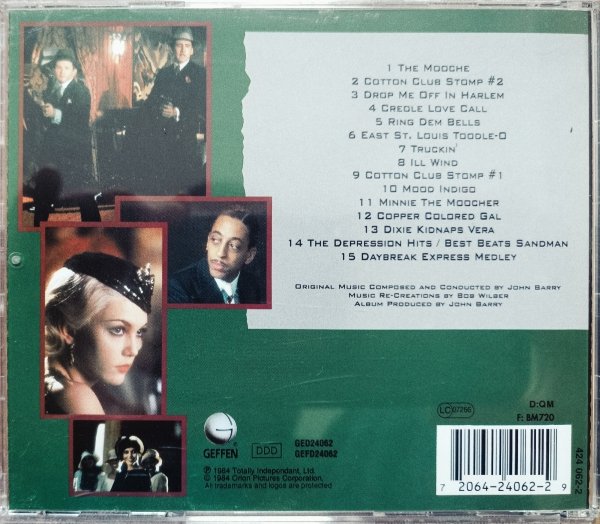 1 The Mooche
2 Cotton Club Stomp #2
3 Drop Me Off In Harlem
4 Creole Love Call
5 Ring Dem Bells
6 East St. Louis Toodle-O
7 Truckin'
8 Ill Wind
9 Cotton Club Stomp #1
10 Mood Indigo
11 Minnie The Moocher
12 Copper Colored Gal
13 Dixie Kidnaps Vera
14 The Depression Hits / Best Beats Sandman
15 Daybreak Express Medley
Original Music Composed and Conducted by John Barry
Music Re-Creations by Bob Wilber
Album Produced by John Barry
GEFFEN
DDD
GED24062
GEFD24062
℗ 1984 Totally Independant, Ltd.
© 1984 Orion Pictures Corporation.
All trademarks and logos are protected
LC 07266
D:QM
F: BM720
7 2064-24062-2 9
424 062-2